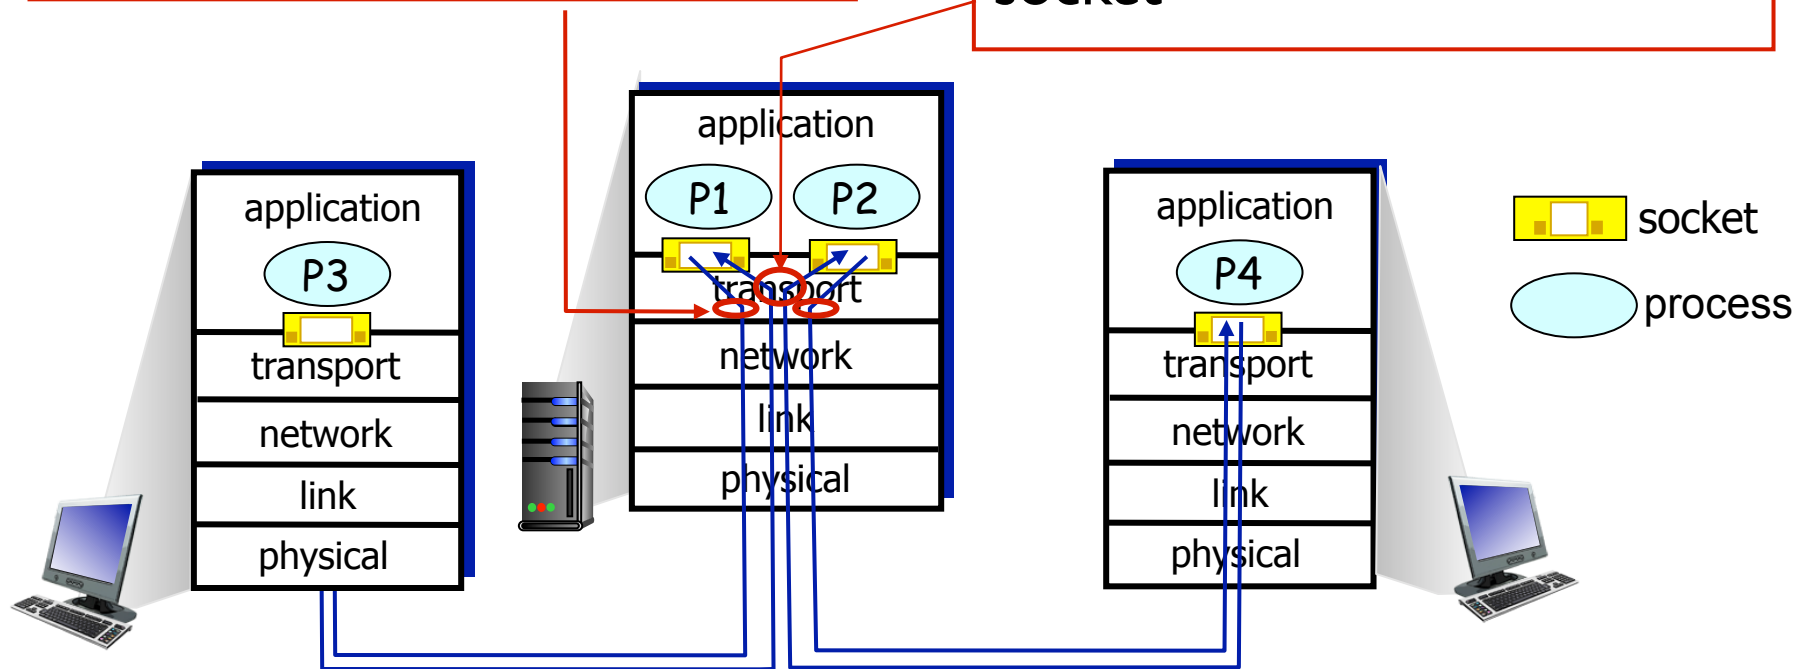 socket
application
P1 P2
transport
network
link
physical
application
P3
transport
network
link
physical
application
P4
transport
network
link
physical
socket
process